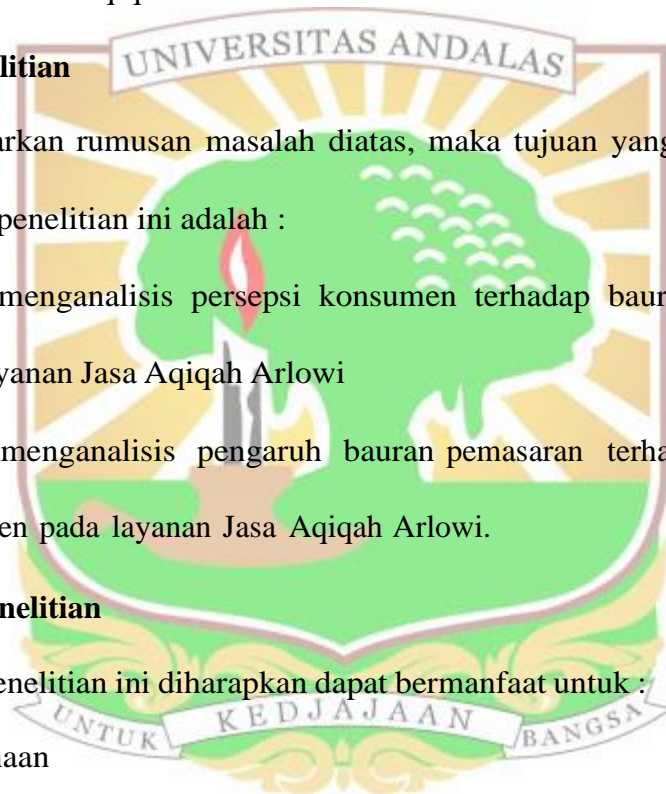 UNIVERSITAS ANDALAS
litian
arkan rumusan masalah diatas, maka tujuan yang
penelitian ini adalah :
menganalisis persepsi konsumen terhadap baur
yanan Jasa Aqiqah Arlowi
menganalisis pengaruh bauran pemasaran terha
en pada layanan Jasa Aqiqah Arlowi.
nelitian
enelitian ini diharapkan dapat bermanfaat untuk :
UNTUK KEDJAJAAN BANGSA
naan